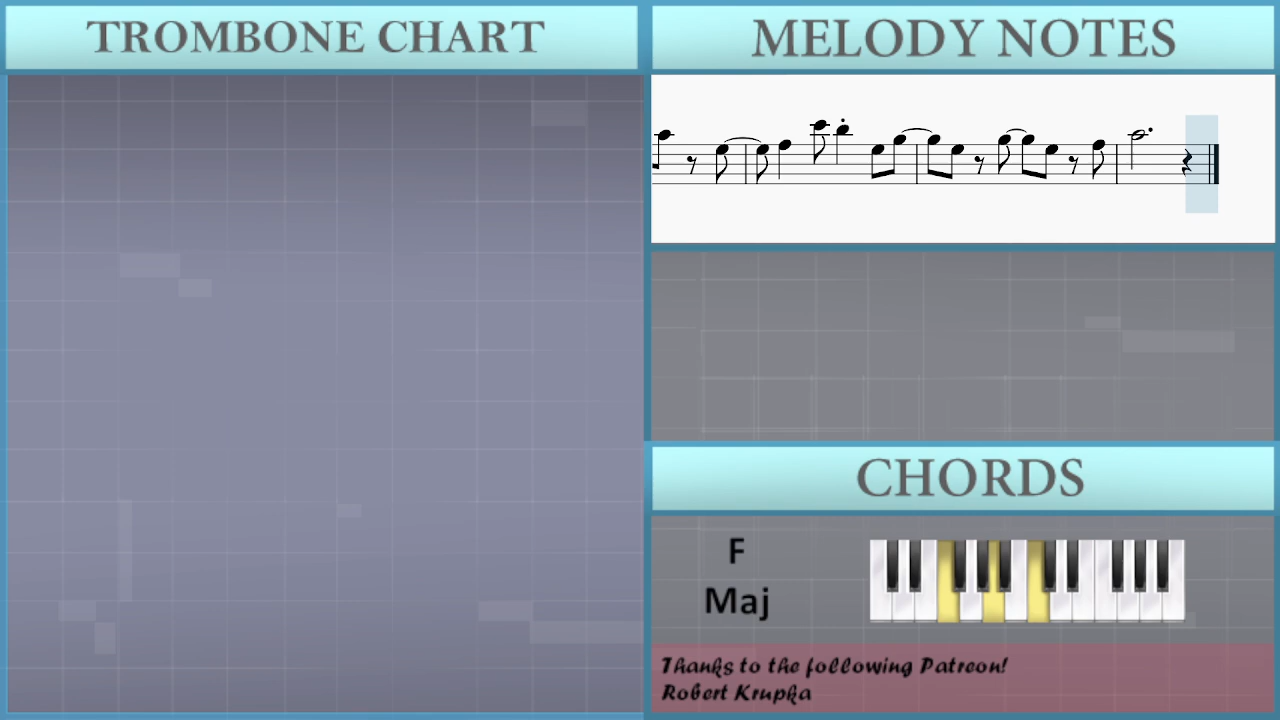 TROMBONE CHART
MELODY NOTES
CHORDS
F
Maj
Thanks to the following Patreon!
Robert Krupka